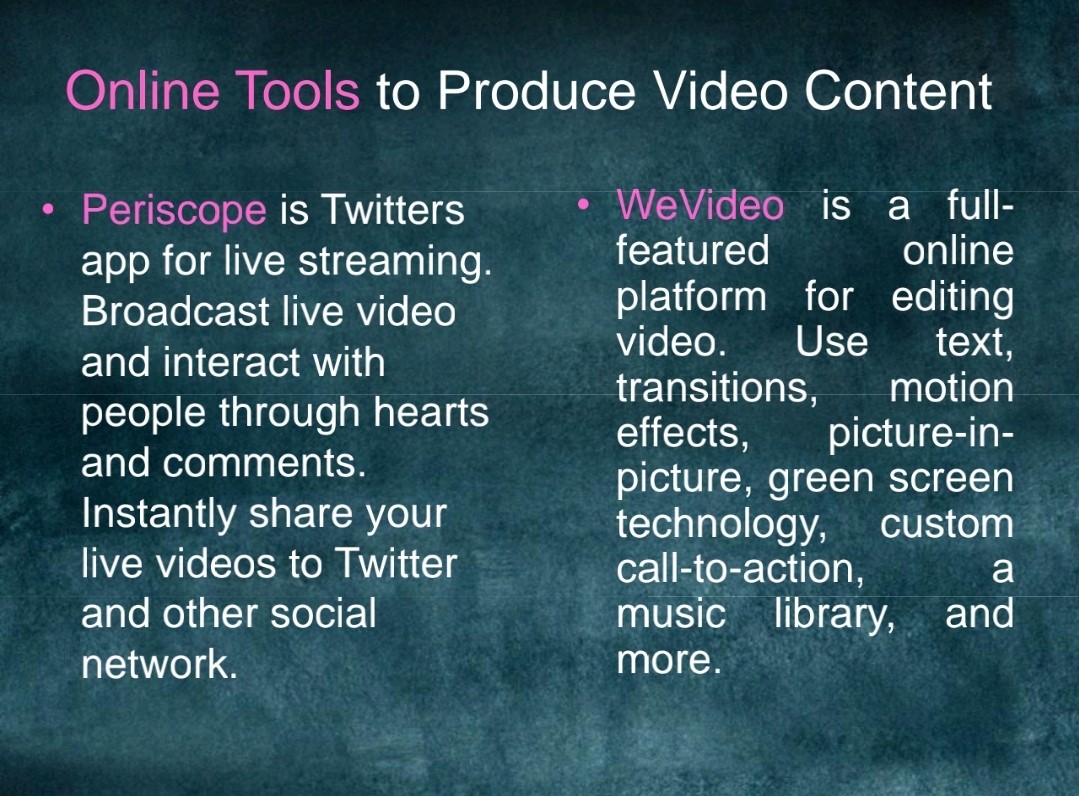 Online Tools to Produce Video Content
• Periscope is Twitters
app for live streaming.
Broadcast live video
and interact with
people through hearts
and comments.
Instantly share your
live videos to Twitter
and other social
network.
• WeVideo is a full-
featured online
platform for editing
video. Use text,
transitions, motion
effects, picture-in-
picture, green screen
technology, custom
call-to-action, a
music library, and
more.